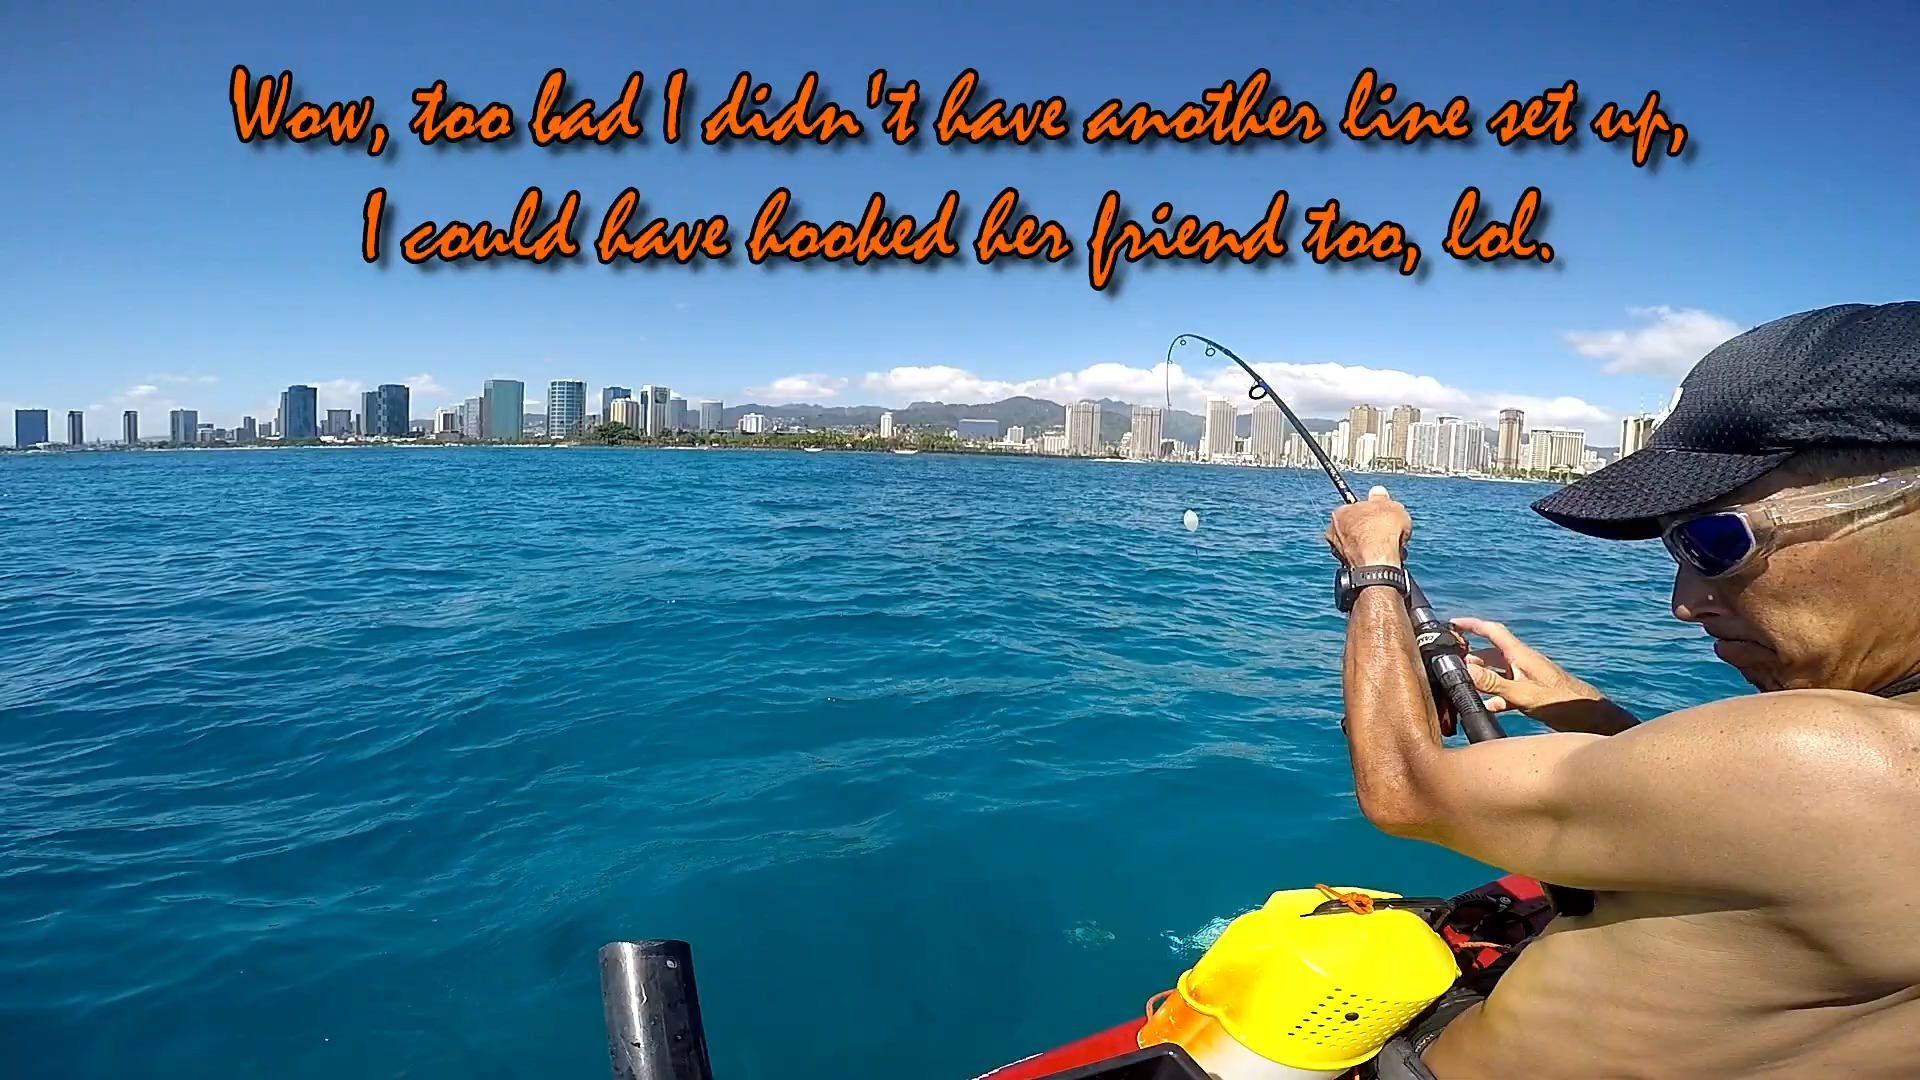 Wow, too bad I didn't have another line set up,
I could have hooked her friend too, lol.